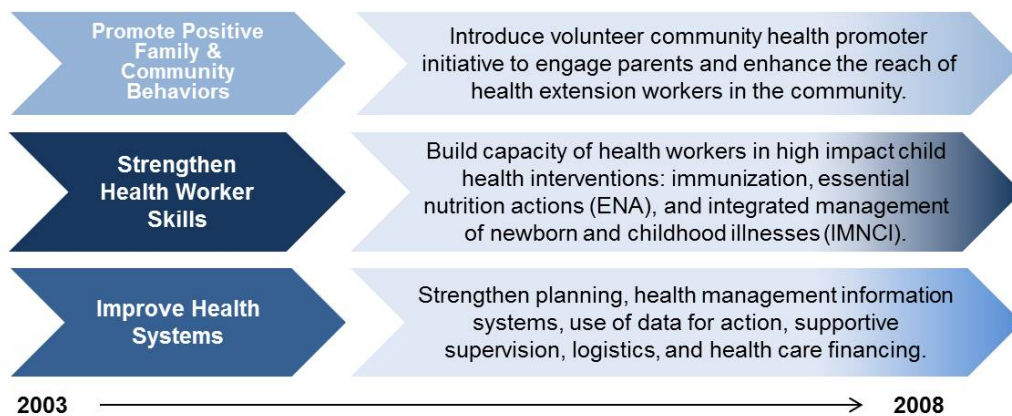 Promote Positive
Family &
Community
Behaviors
Introduce volunteer community health promoter
initiative to engage parents and enhance the reach of
health extension workers in the community.
Strengthen
Health Worker
Skills
Build capacity of health workers in high impact child
health interventions: immunization, essential
nutrition actions (ENA), and integrated management
of newborn and childhood illnesses (IMNCI).
Improve Health
Systems
Strengthen planning, health management information
systems, use of data for action, supportive
supervision, logistics, and health care financing.
2003 2008